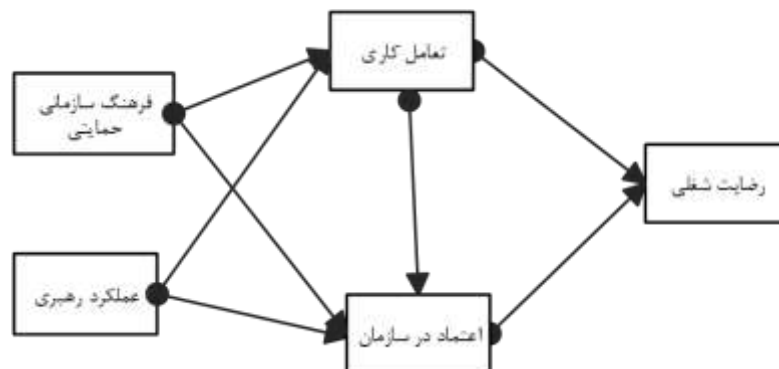 تعامل کاری
فرهنگ سازمانی
حمایتی
رضایت شغلی
عملکرد رهبری
اعتماد در سازمان